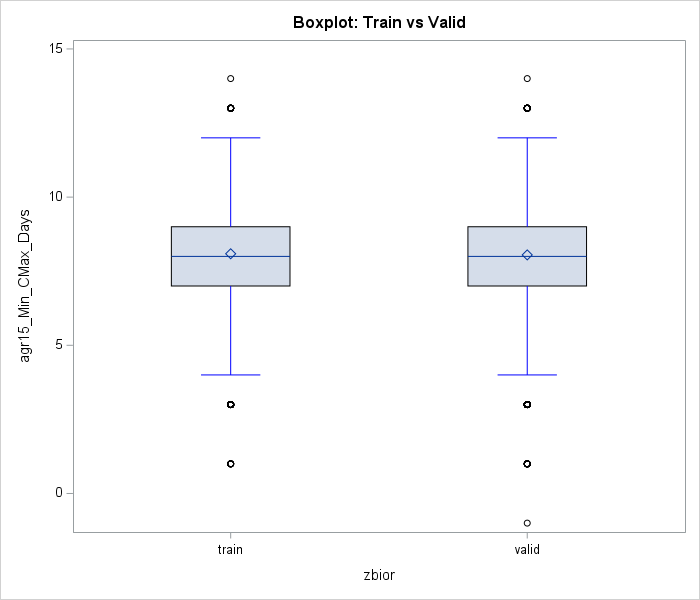 Boxplot: Train vs Valid
15
10
5
0
agr15_Min_CMax_Days
train
valid
zbior